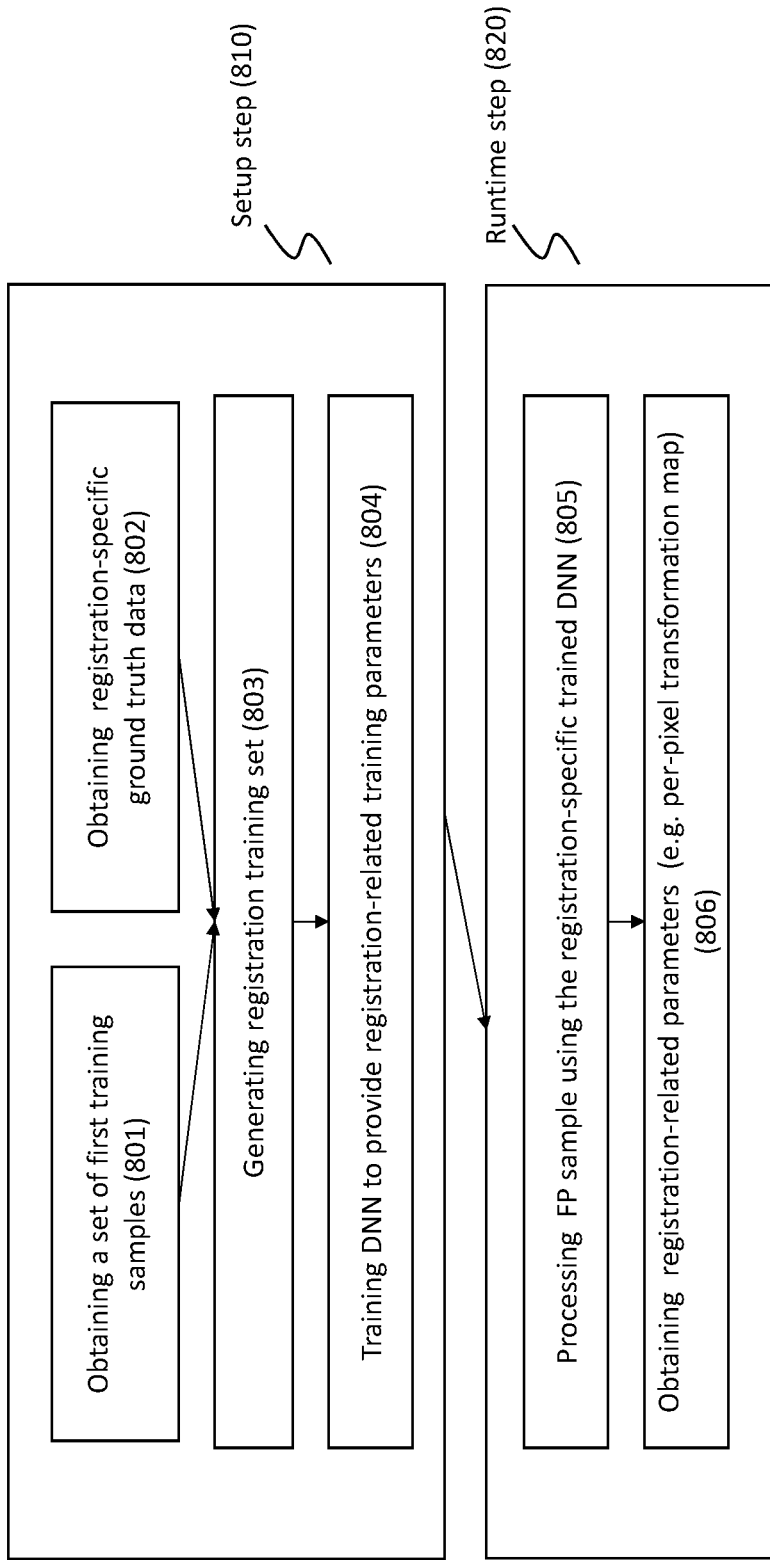 Obtaining a set of first training
samples (801)
Obtaining registration-specific
ground truth data (802)
Generating registration training set (803)
Training DNN to provide registration-related training parameters (804)
Setup step (810)
Processing FP sample using the registration-specific trained DNN (805)
Obtaining registration-related parameters (e.g. per-pixel transformation map)
(806)
Runtime step (820)